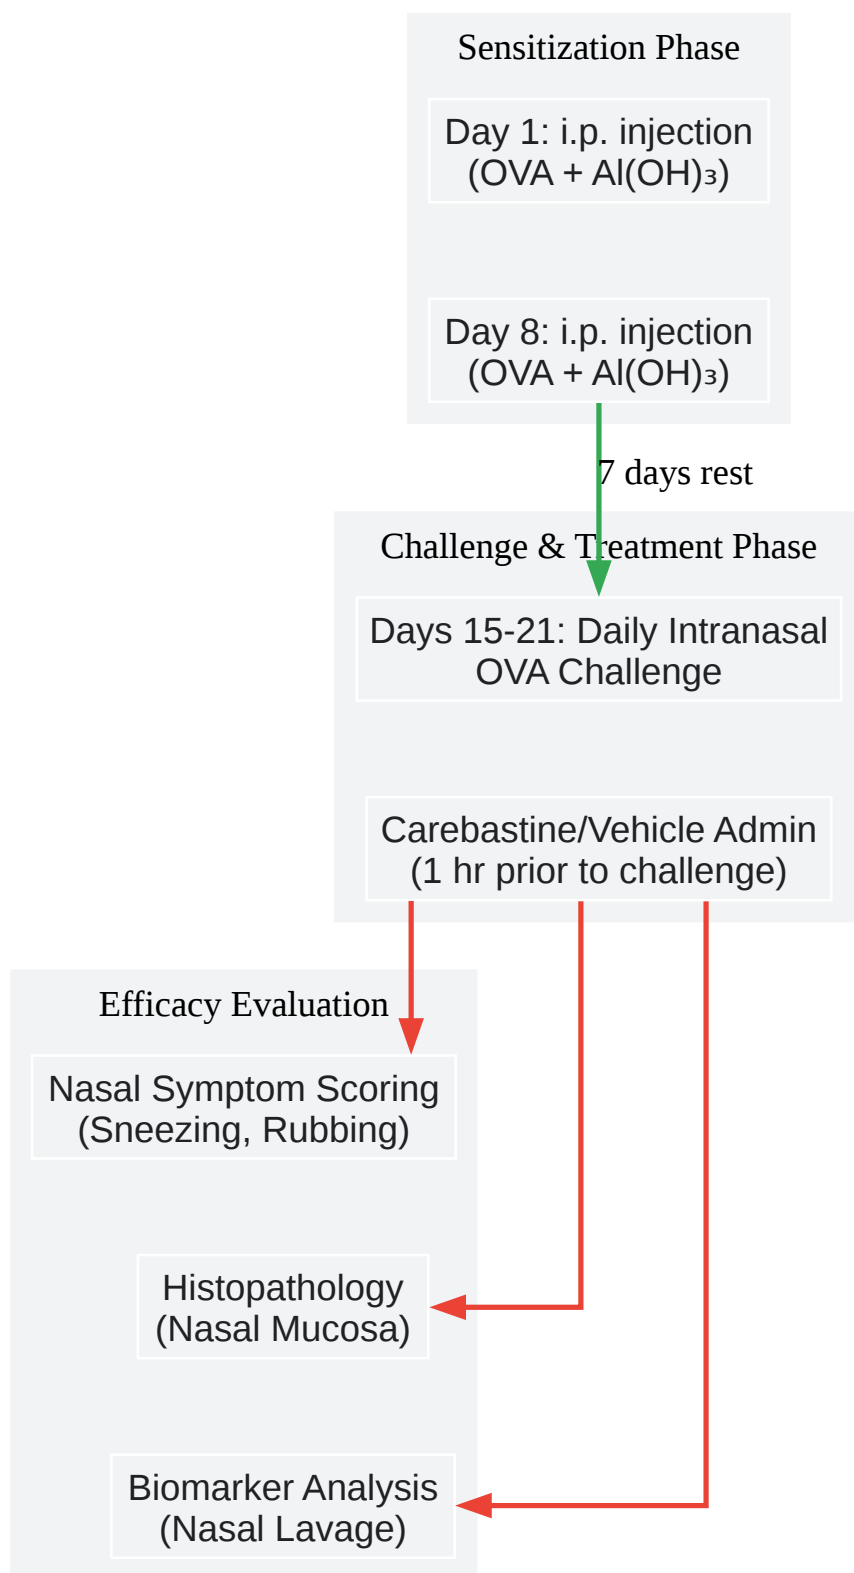 Sensitization Phase
Day 1: i.p. injection
(OVA + Al(OH)₃)
Day 8: i.p. injection
(OVA + Al(OH)₃)
7 days rest
Challenge & Treatment Phase
Days 15-21: Daily Intranasal
OVA Challenge
Carebastine/Vehicle Admin
(1 hr prior to challenge)
Efficacy Evaluation
Nasal Symptom Scoring
(Sneezing, Rubbing)
Histopathology
(Nasal Mucosa)
Biomarker Analysis
(Nasal Lavage)